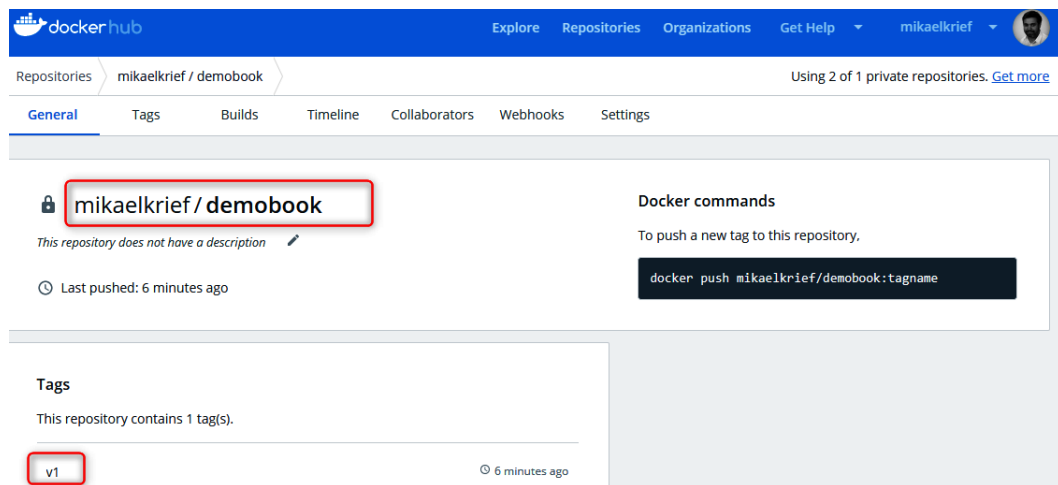 dockerhub Explore Repositories Organizations Get Help mikaelkrief
Repositories mikaelkrief / demobook Using 2 of 1 private repositories. Get more
General Tags Builds Timeline Collaborators Webhooks Settings
mikaelkrief / demobook
This repository does not have a description
Last pushed: 6 minutes ago
Docker commands
To push a new tag to this repository,
docker push mikaelkrief/demobook:tagname
Tags
This repository contains 1 tag(s).
v1 6 minutes ago